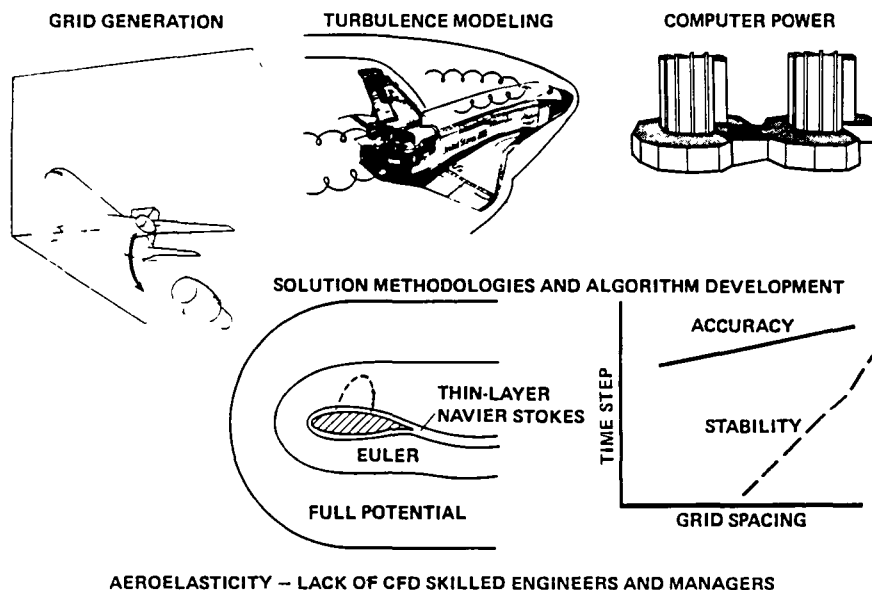 GRID GENERATION
TURBULENCE MODELING
COMPUTER POWER
SOLUTION METHODOLOGIES AND ALGORITHM DEVELOPMENT
THIN-LAYER
NAVIER STOKES
EULER
FULL POTENTIAL
ACCURACY
STABILITY
TIME STEP
GRID SPACING
AEROELASTICITY – LACK OF CFD SKILLED ENGINEERS AND MANAGERS